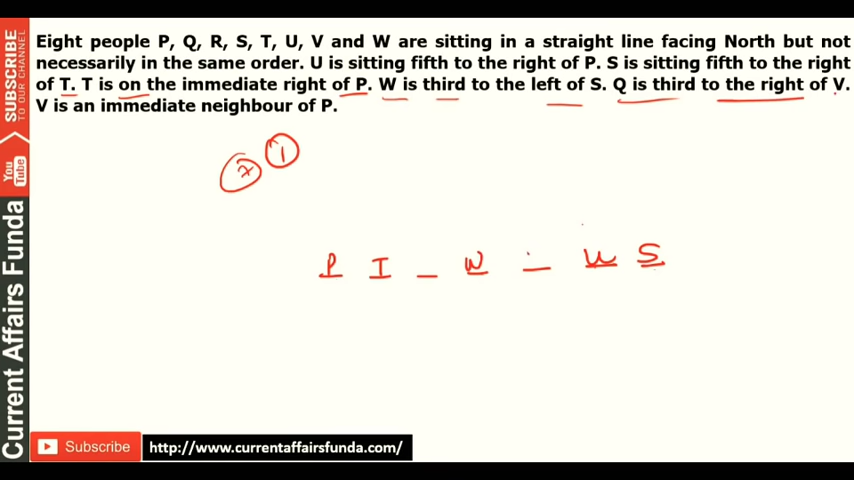 SUBSCRIBE
TO OUR CHANNEL
You
Tube
Current Affairs Funda
Eight people P, Q, R, S, T, U, V and W are sitting in a straight line facing North but not
necessarily in the same order. U is sitting fifth to the right of P. S is sitting fifth to the right
of T. T is on the immediate right of P. W is third to the left of S. Q is third to the right of V.
V is an immediate neighbour of P.
1
P I _ W _ U S
Subscribe
http://www.currentaffairsfunda.com/